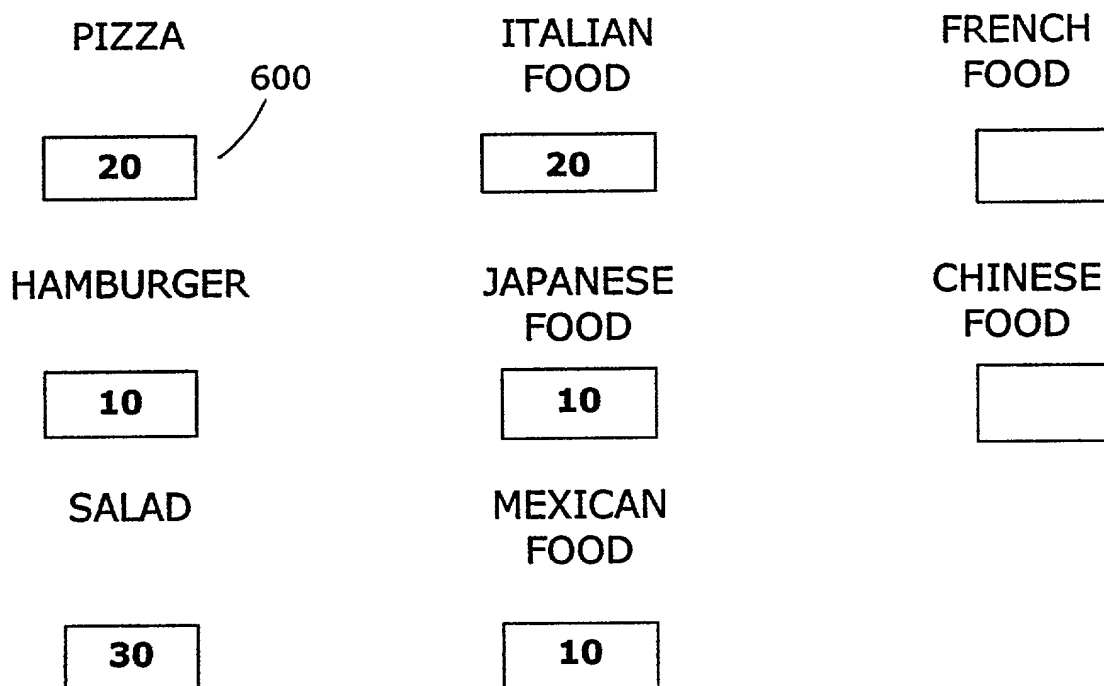 PIZZA
ITALIAN
FOOD
FRENCH
FOOD
600
20
20
HAMBURGER
JAPANESE
FOOD
CHINESE
FOOD
10
10
SALAD
MEXICAN
FOOD
30
10